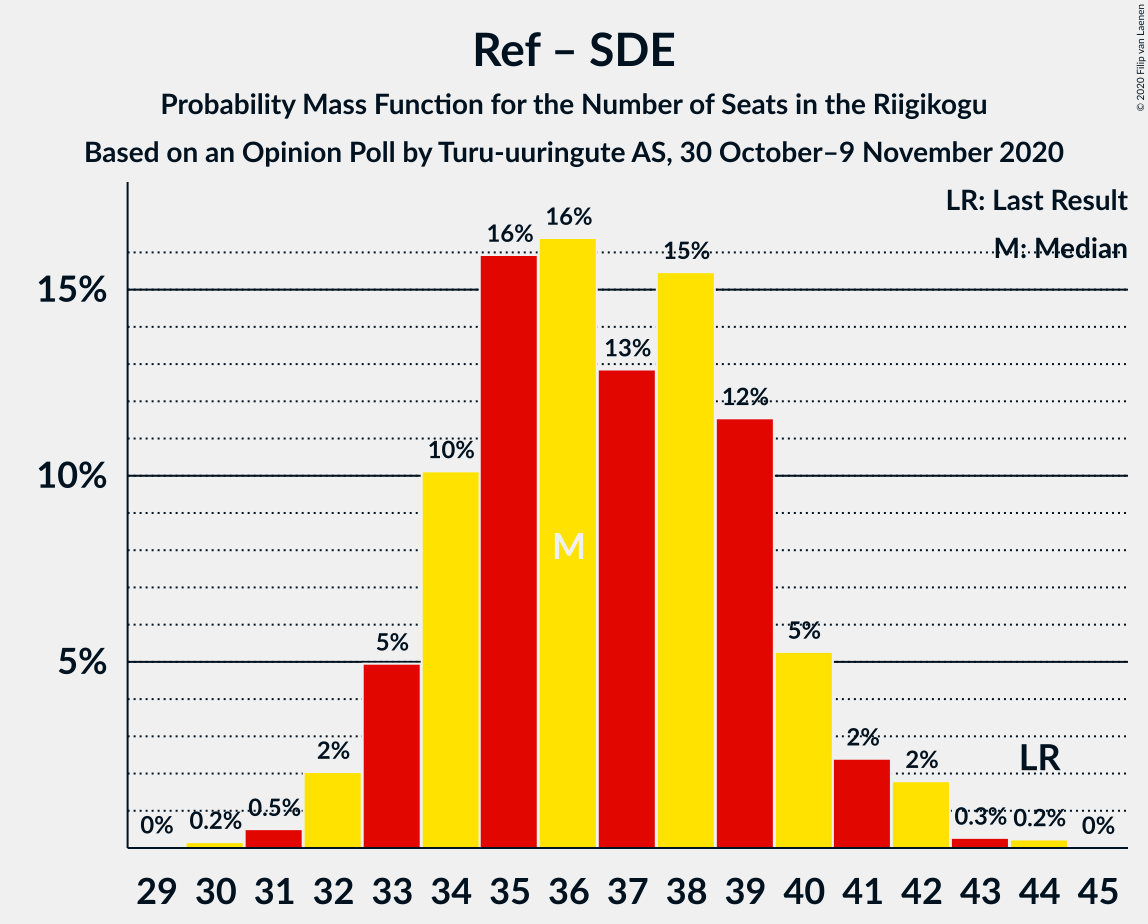 Ref – SDE
Probability Mass Function for the Number of Seats in the Riigikogu
Based on an Opinion Poll by Turu-uuringute AS, 30 October–9 November 2020
© 2020 Filip van Laenen
LR: Last Result
M: Median
15%
10%
5%
0%
0.2%
0.5%
2%
5%
10%
16%
16%
13%
15%
12%
5%
2%
2%
0.3%
0.2%
0%
M
LR
29 30 31 32 33 34 35 36 37 38 39 40 41 42 43 44 45